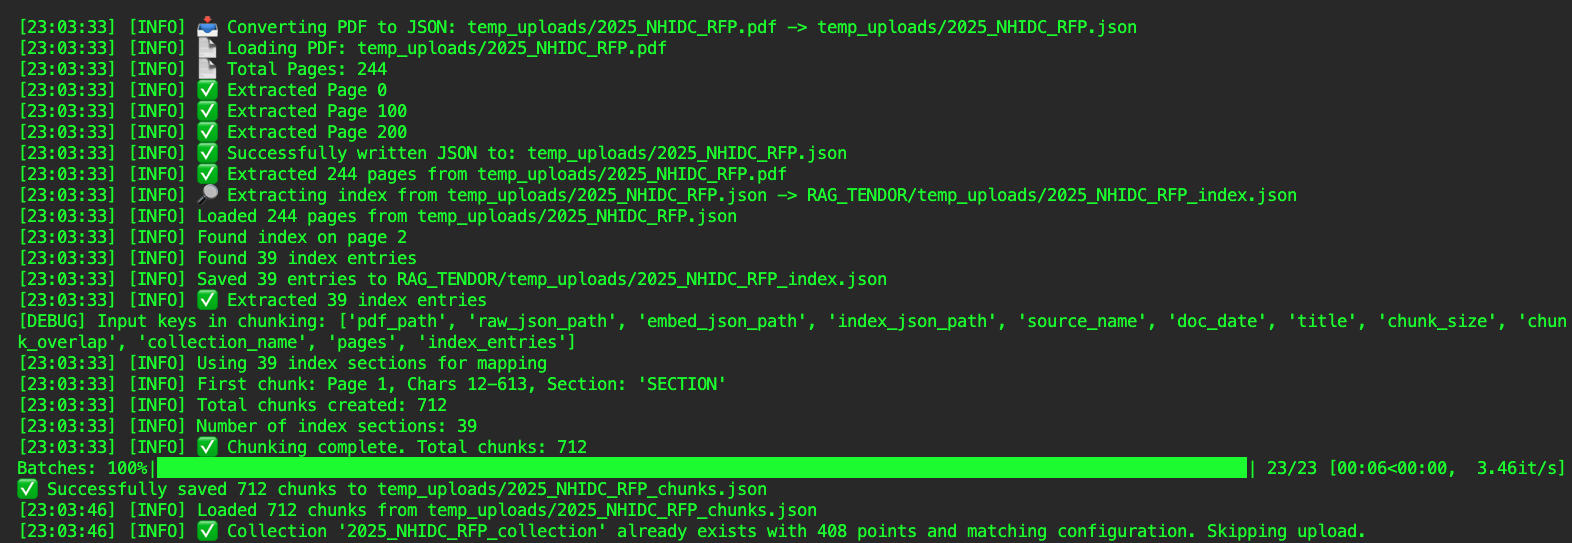 [23:03:33] [INFO] 📥 Converting PDF to JSON: temp_uploads/2025_NHIDC_RFP.pdf –> temp_uploads/2025_NHIDC_RFP.json
[23:03:33] [INFO] 📄 Loading PDF: temp_uploads/2025_NHIDC_RFP.pdf
[23:03:33] [INFO] 📄 Total Pages: 244
[23:03:33] [INFO] ✅ Extracted Page 0
[23:03:33] [INFO] ✅ Extracted Page 100
[23:03:33] [INFO] ✅ Extracted Page 200
[23:03:33] [INFO] ✅ Successfully written JSON to: temp_uploads/2025_NHIDC_RFP.json
[23:03:33] [INFO] ✅ Extracted 244 pages from temp_uploads/2025_NHIDC_RFP.pdf
[23:03:33] [INFO] 🔎 Extracting index from temp_uploads/2025_NHIDC_RFP.json –> RAG_TENDOR/temp_uploads/2025_NHIDC_RFP_index.json
[23:03:33] [INFO] Loaded 244 pages from temp_uploads/2025_NHIDC_RFP.json
[23:03:33] [INFO] Found index on page 2
[23:03:33] [INFO] Found 39 index entries
[23:03:33] [INFO] Saved 39 entries to RAG_TENDOR/temp_uploads/2025_NHIDC_RFP_index.json
[23:03:33] [INFO] ✅ Extracted 39 index entries
[DEBUG] Input keys in chunking: ['pdf_path', 'raw_json_path', 'embed_json_path', 'index_json_path', 'source_name', 'doc_date', 'title', 'chunk_size', 'chun
k_overlap', 'collection_name', 'pages', 'index_entries']
[23:03:33] [INFO] Using 39 index sections for mapping
[23:03:33] [INFO] First chunk: Page 1, Chars 12–613, Section: 'SECTION'
[23:03:33] [INFO] Total chunks created: 712
[23:03:33] [INFO] Number of index sections: 39
[23:03:33] [INFO] ✅ Chunking complete. Total chunks: 712
Batches: 100%|██████████| 23/23 [00:06<00:00,  3.46it/s]
✅ Successfully saved 712 chunks to temp_uploads/2025_NHIDC_RFP_chunks.json
[23:03:46] [INFO] Loaded 712 chunks from temp_uploads/2025_NHIDC_RFP_chunks.json
[23:03:46] [INFO] ✅ Collection '2025_NHIDC_RFP_collection' already exists with 408 points and matching configuration. Skipping upload.